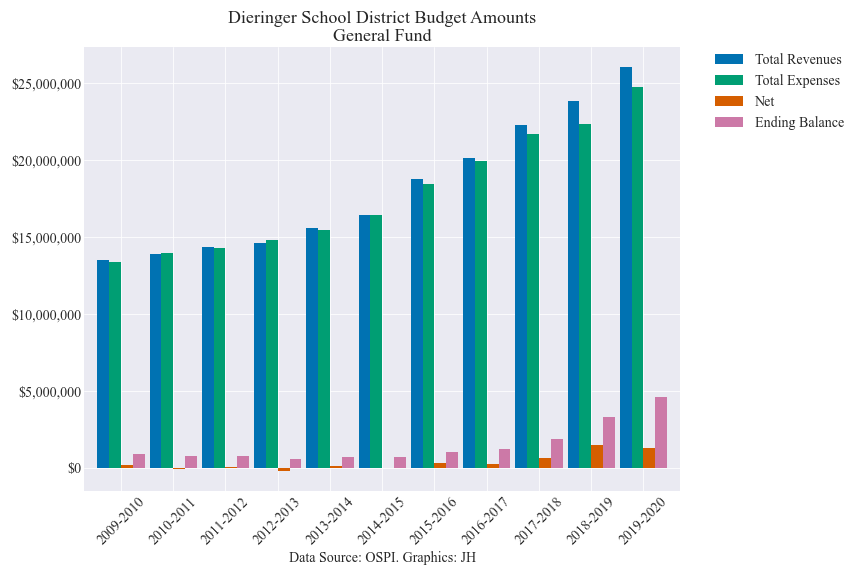 Dieringer School District Budget Amounts
General Fund
Total Revenues
Total Expenses
Net
Ending Balance
$25,000,000
$20,000,000
$15,000,000
$10,000,000
$5,000,000
$0
2009-2010
2010-2011
2011-2012
2012-2013
2013-2014
2014-2015
2015-2016
2016-2017
2017-2018
2018-2019
2019-2020
Data Source: OSPI. Graphics: JH